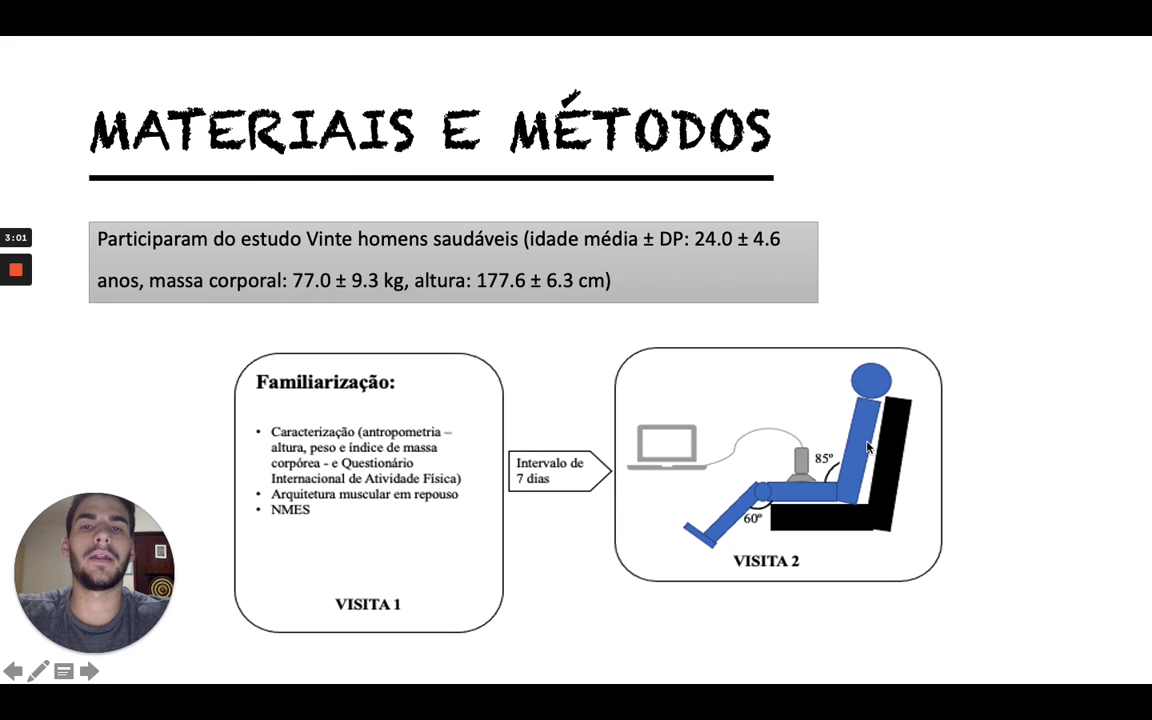 MATERIAIS E MÉTODOS
3:01
Participaram do estudo Vinte homens saudáveis (idade média ± DP: 24.0 ± 4.6
anos, massa corporal: 77.0 ± 9.3 kg, altura: 177.6 ± 6.3 cm)
Familiarização:
• Caracterização (antropometria –
altura, peso e índice de massa
corpórea - e Questionário
Internacional de Atividade Física)
• Arquitetura muscular em repouso
• NMES
VISITA 1
Intervalo de
7 dias
85º
60º
VISITA 2